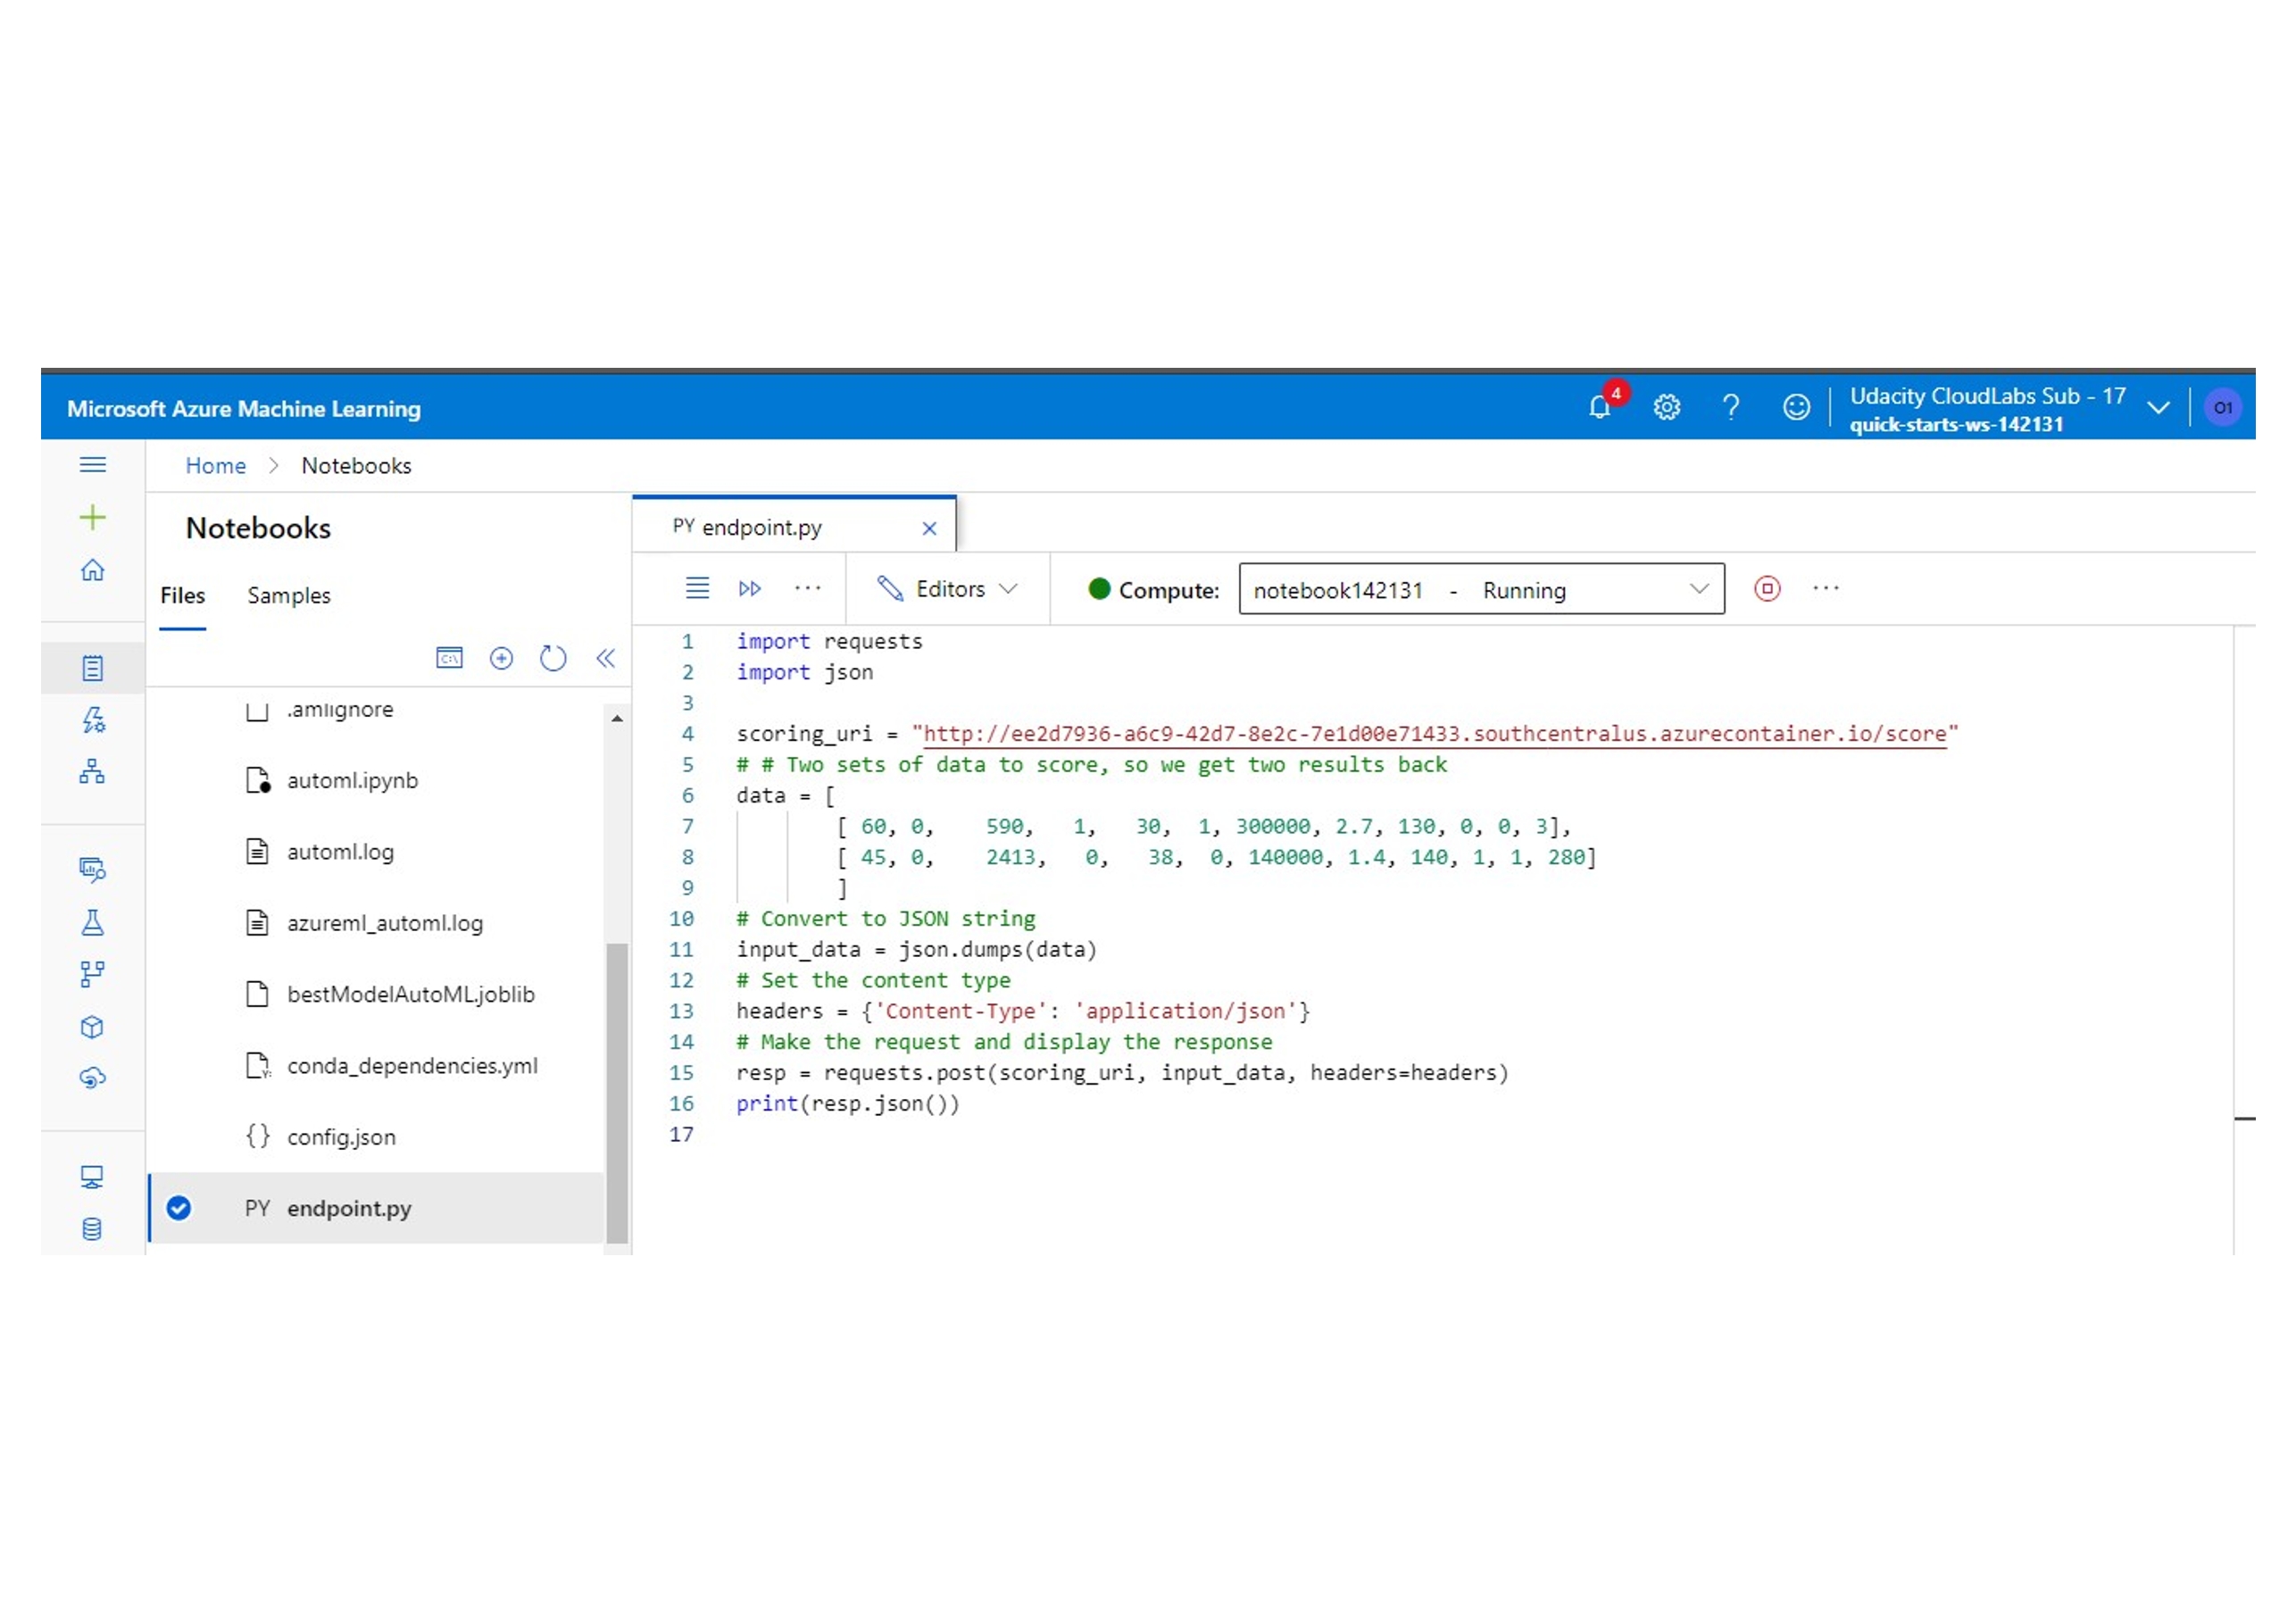 Microsoft Azure Machine Learning
4
Udacity CloudLabs Sub - 17
quick-starts-ws-142131
O1
Home > Notebooks
Notebooks
Files Samples
C:\
.amlignore
automl.ipynb
automl.log
azureml_automl.log
bestModelAutoML.joblib
conda_dependencies.yml
{} config.json
PY endpoint.py
PY endpoint.py
Editors
Compute: notebook142131 - Running
1 import requests
2 import json
3
4 scoring_uri = "http://ee2d7936-a6c9-42d7-8e2c-7e1d00e71433.southcentralus.azurecontainer.io/score"
5 # # Two sets of data to score, so we get two results back
6 data = [
7 [ 60, 0, 590, 1, 30, 1, 300000, 2.7, 130, 0, 0, 3],
8 [ 45, 0, 2413, 0, 38, 0, 140000, 1.4, 140, 1, 1, 280]
9 ]
10 # Convert to JSON string
11 input_data = json.dumps(data)
12 # Set the content type
13 headers = {'Content-Type': 'application/json'}
14 # Make the request and display the response
15 resp = requests.post(scoring_uri, input_data, headers=headers)
16 print(resp.json())
17